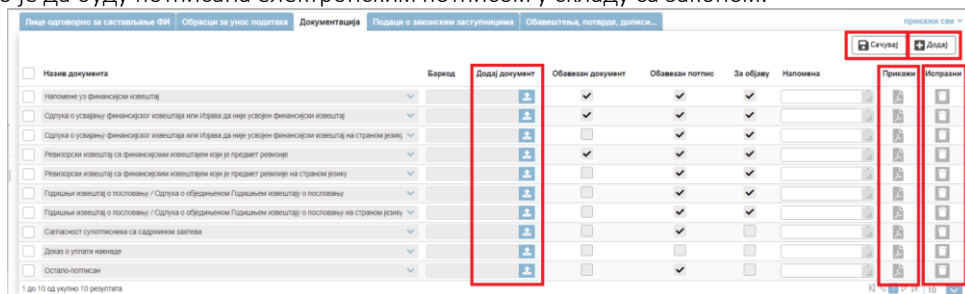 је да буду потписана електронским потписом у складу са законом.
Лице одговорно за састављање ФИ Обрасци за унос података Документација Подаци о законским заступницима Обавештења, потврде, дописи... прикажи све
Сачувај Додај
Назив документа Баркод Додај документ Обавезан документ Обавезан потпис За објаву Напомена Прикажи Испразни
Напомене уз финансијски извештај
Одлука о усвајању финансијског извештаја или Изјава да није усвојен финансијски извештај
Одлука о усвајању финансијског извештаја или Изјава да није усвојен финансијски извештај на страном језику
Ревизорски извештај са финансијским извештајем који је предмет ревизије
Ревизорски извештај са финансијским извештајем који је предмет ревизије на страном језику
Годишњи извештај о пословању / Одлука о обједињеном Годишњем извештају о пословању
Годишњи извештај о пословању / Одлука о обједињеном Годишњем извештају о пословању на страном језику
Сагласност супотписника са садржином захтева
Доказ о уплати накнаде
Остало-потписан
1 до 10 од укупно 10 резултата 1 10